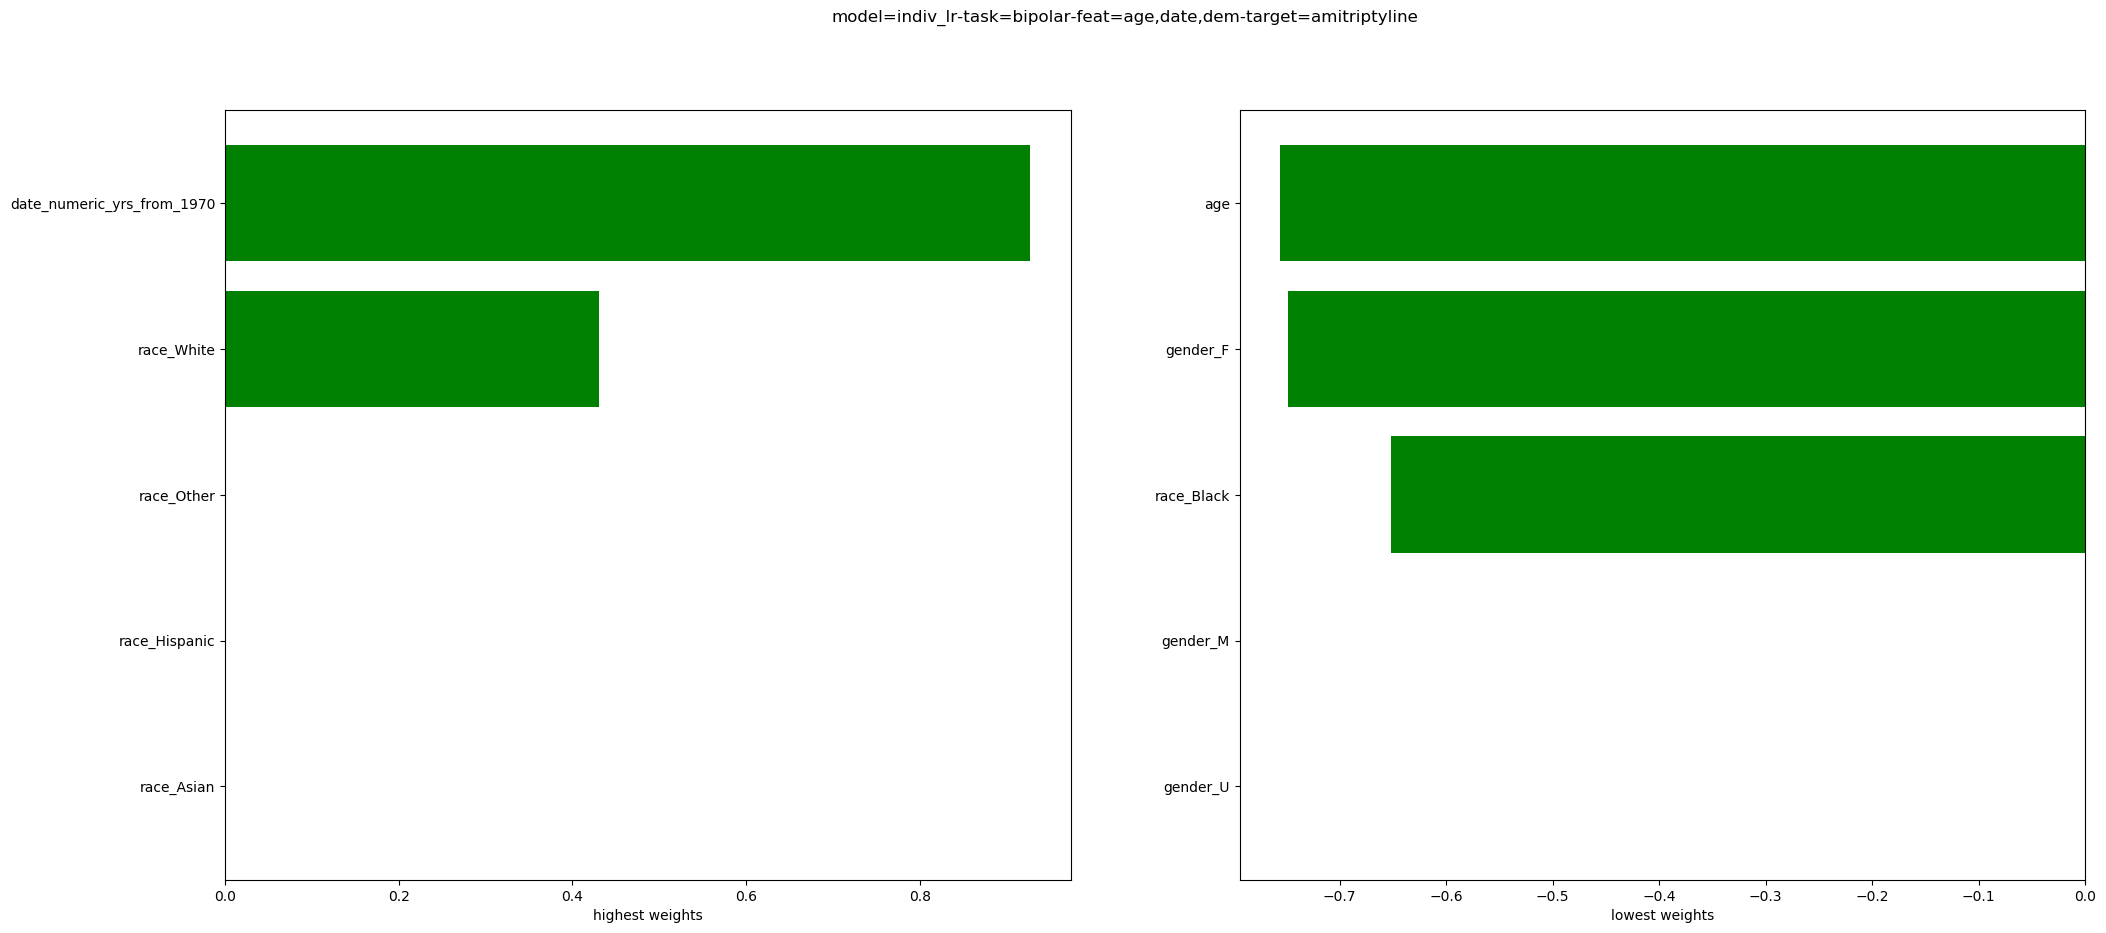 model=indiv_lr-task=bipolar-feat=age,date,dem-target=amitriptyline
date_numeric_yrs_from_1970
race_White
race_Other
race_Hispanic
race_Asian
0.0 0.2 0.4 0.6 0.8
highest weights
age
gender_F
race_Black
gender_M
gender_U
−0.7 −0.6 −0.5 −0.4 −0.3 −0.2 −0.1 0.0
lowest weights